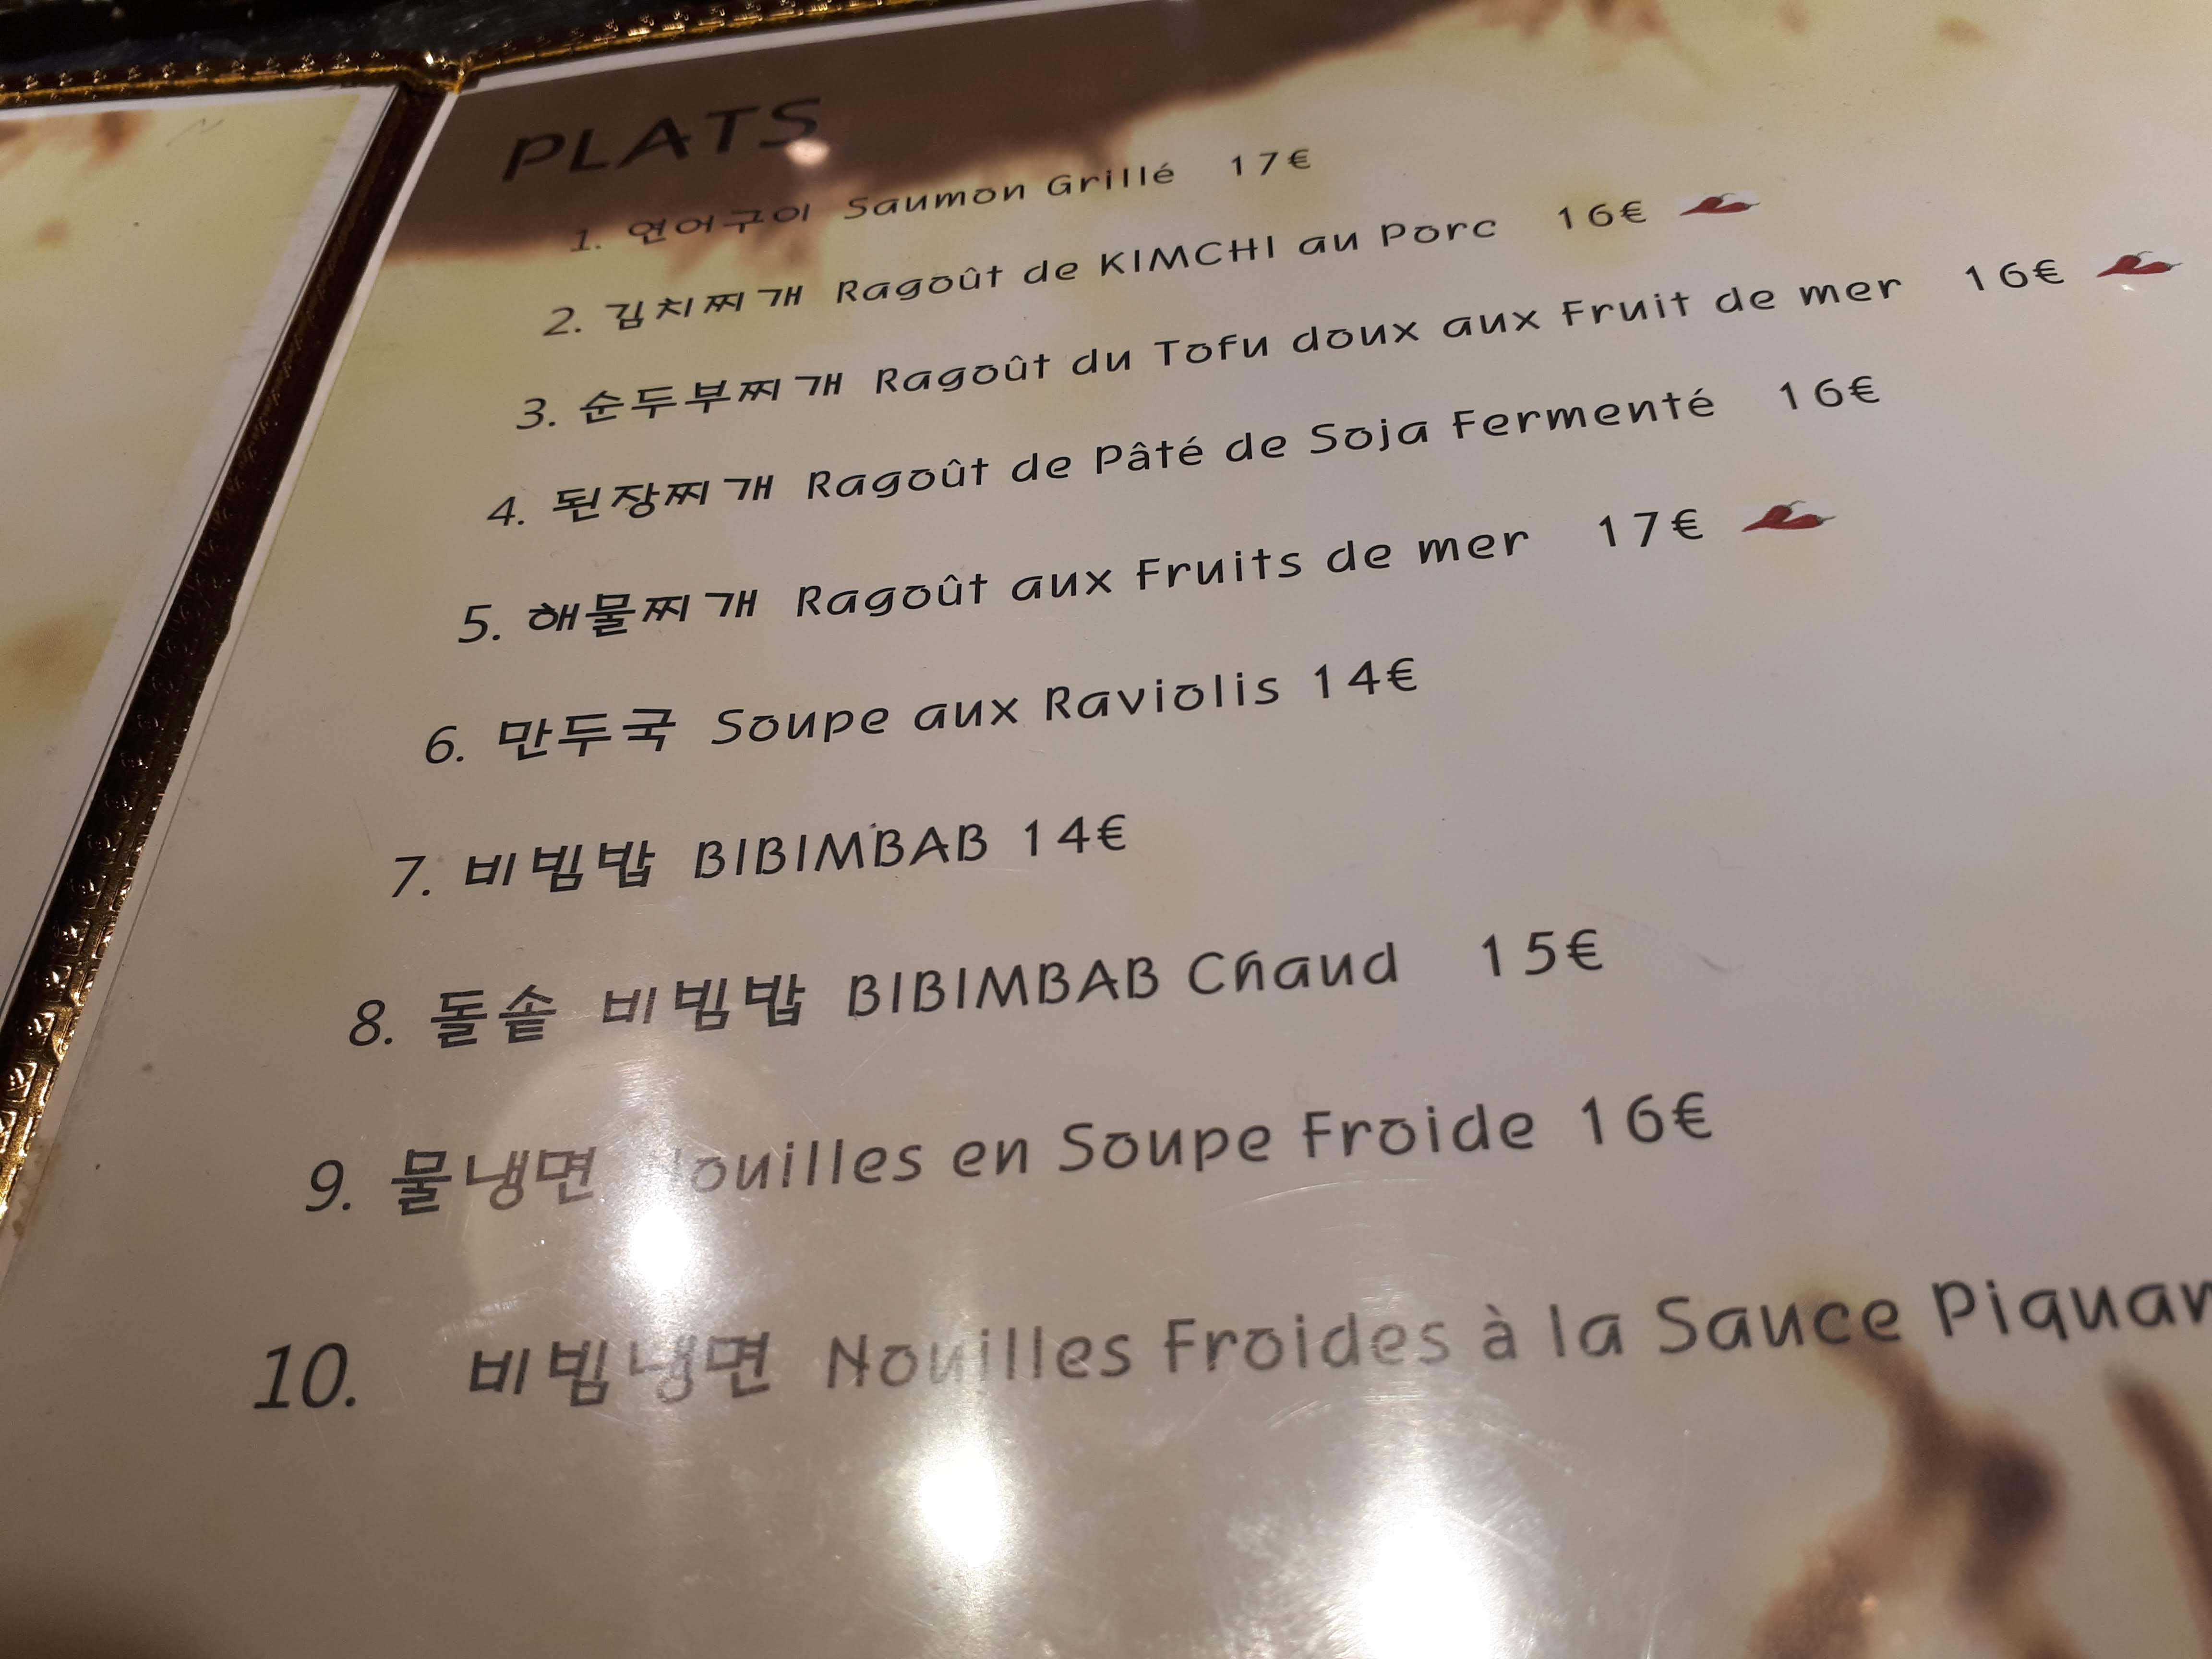 PLATS
1. 연어구이 Saumon Grillé 17€
2. 김치찌개 Ragoût de KIMCHI au Porc 16€
3. 순두부찌개 Ragoût du Tofu doux aux Fruit de mer 16€
4. 된장찌개 Ragoût de Pâté de Soja Fermenté 16€
5. 해물찌개 Ragoût aux Fruits de mer 17€
6. 만두국 Soupe aux Raviolis 14€
7. 비빔밥 BIBIMBAB 14€
8. 돌솥 비빔밥 BIBIMBAB Chaud 15€
9. 물냉면 Nouilles en Soupe Froide 16€
10. 비빔냉면 Nouilles Froides à la Sauce